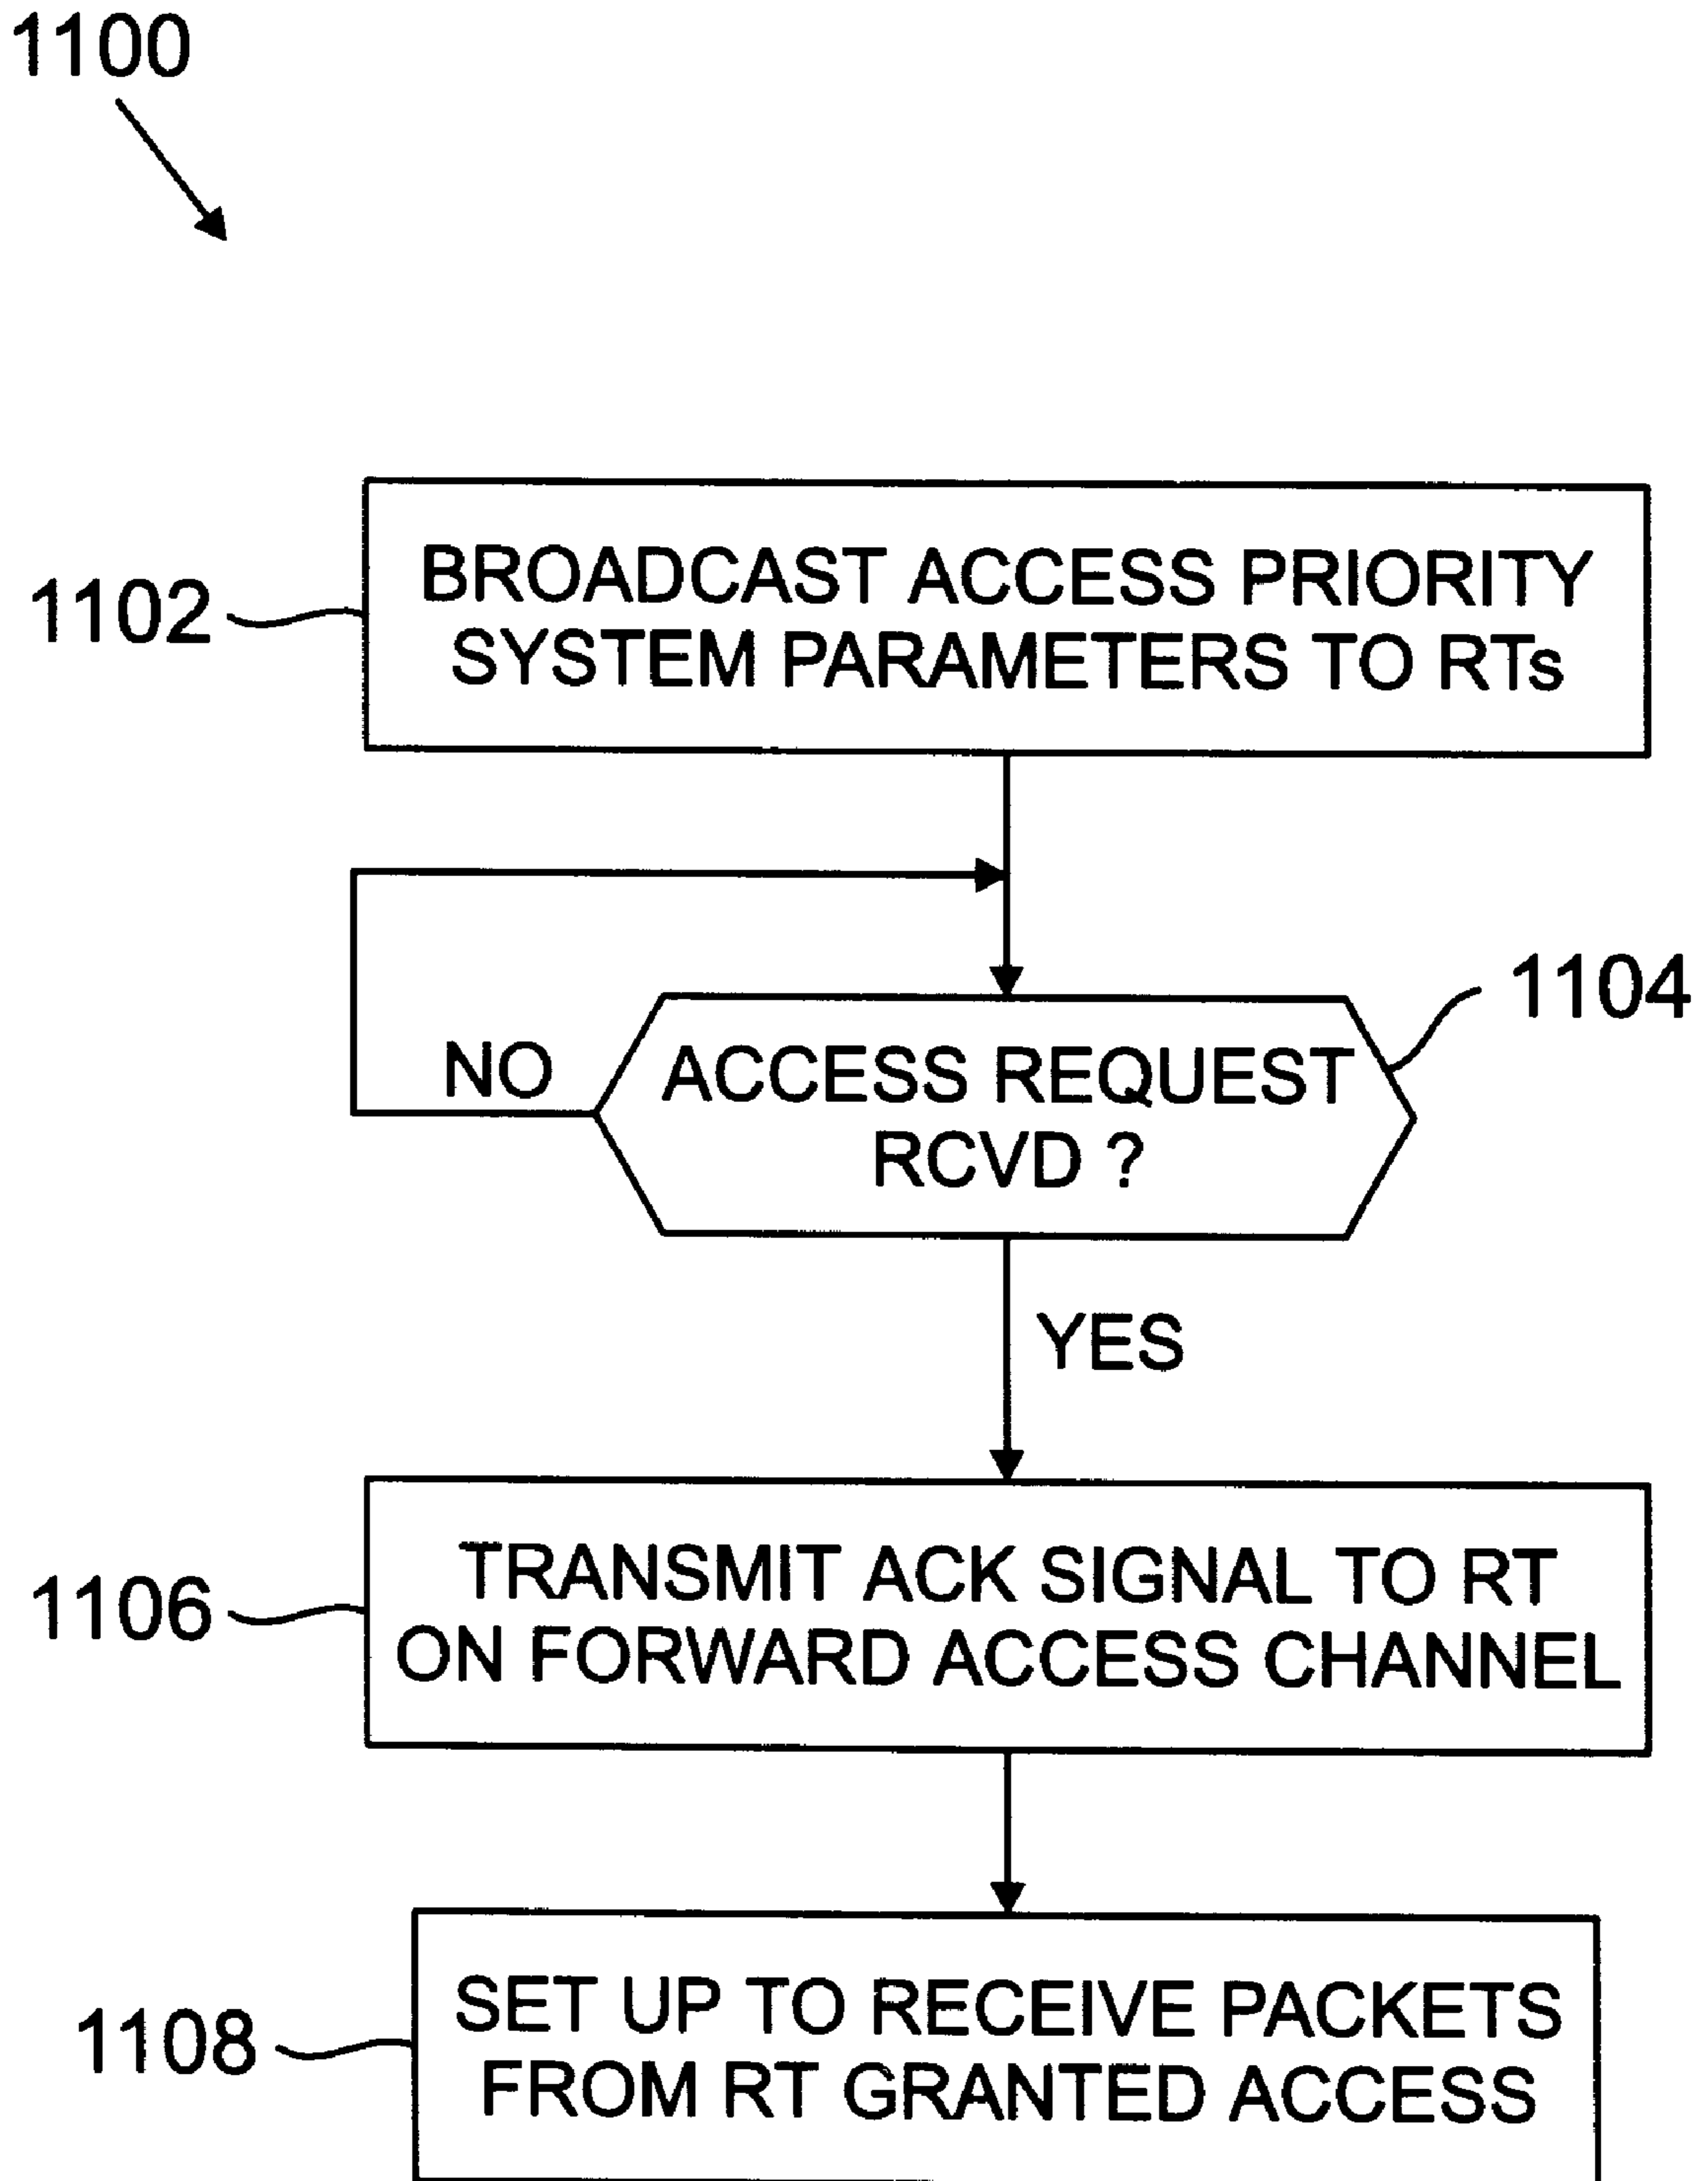 1100
1102
BROADCAST ACCESS PRIORITY
SYSTEM PARAMETERS TO RTs
1104
NO
ACCESS REQUEST
RCVD ?
YES
1106
TRANSMIT ACK SIGNAL TO RT
ON FORWARD ACCESS CHANNEL
1108
SET UP TO RECEIVE PACKETS
FROM RT GRANTED ACCESS